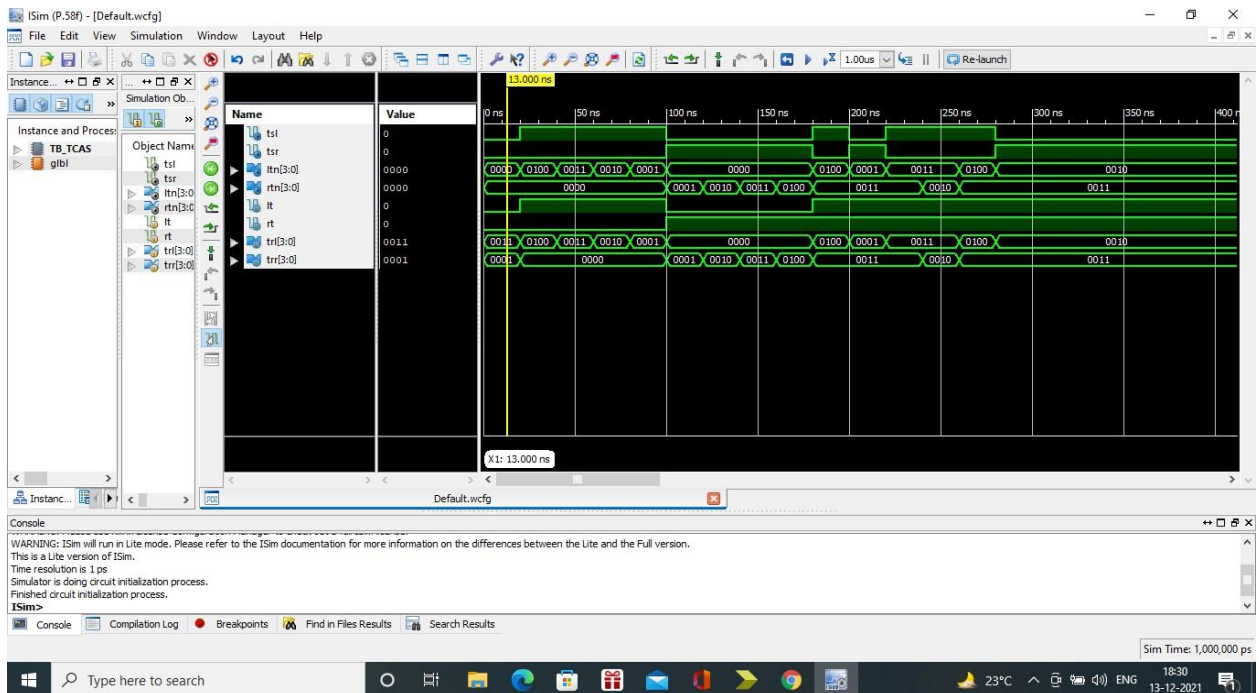 ISim (P.58f) - [Default.wcfg]
File Edit View Simulation Window Layout Help
1.00us Re-launch
Instance...
Simulation Ob...
Instance and Process
TB_TCAS
glbl
Object Name
tsl
tsr
ltn[3:0
rtn[3:0
lt
rt
trl[3:0]
trr[3:0]
Name Value
tsl 0
tsr 0
ltn[3:0] 0000
rtn[3:0] 0000
lt 0
rt 0
trl[3:0] 0011
trr[3:0] 0001
13.000 ns
0 ns 50 ns 100 ns 150 ns 200 ns 250 ns 300 ns 350 ns 400 n
0000 0100 0011 0010 0001 0000 0100 0001 0011 0100 0010
0000 0001 0010 0011 0100 0011 0010 0011
0011 0100 0011 0010 0001 0000 0100 0001 0011 0100 0010
0001 0000 0001 0010 0011 0100 0011 0010 0011
X1: 13.000 ns
Instanc...
Default.wcfg
Console
WARNING: ISim will run in Lite mode. Please refer to the ISim documentation for more information on the differences between the Lite and the Full version.
This is a Lite version of ISim.
Time resolution is 1 ps
Simulator is doing circuit initialization process.
Finished circuit initialization process.
ISim>
Console Compilation Log Breakpoints Find in Files Results Search Results
Sim Time: 1,000,000 ps
Type here to search
23°C ENG 18:30
13-12-2021